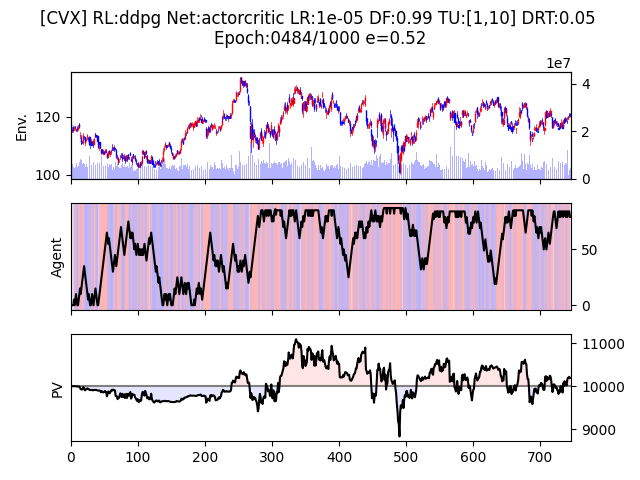 [CVX] RL:ddpg Net:actorcritic LR:1e-05 DF:0.99 TU:[1,10] DRT:0.05
Epoch:0484/1000 e=0.52
1e7
Env.
120
100
4
2
0
Agent
50
0
PV
11000
10000
9000
0 100 200 300 400 500 600 700